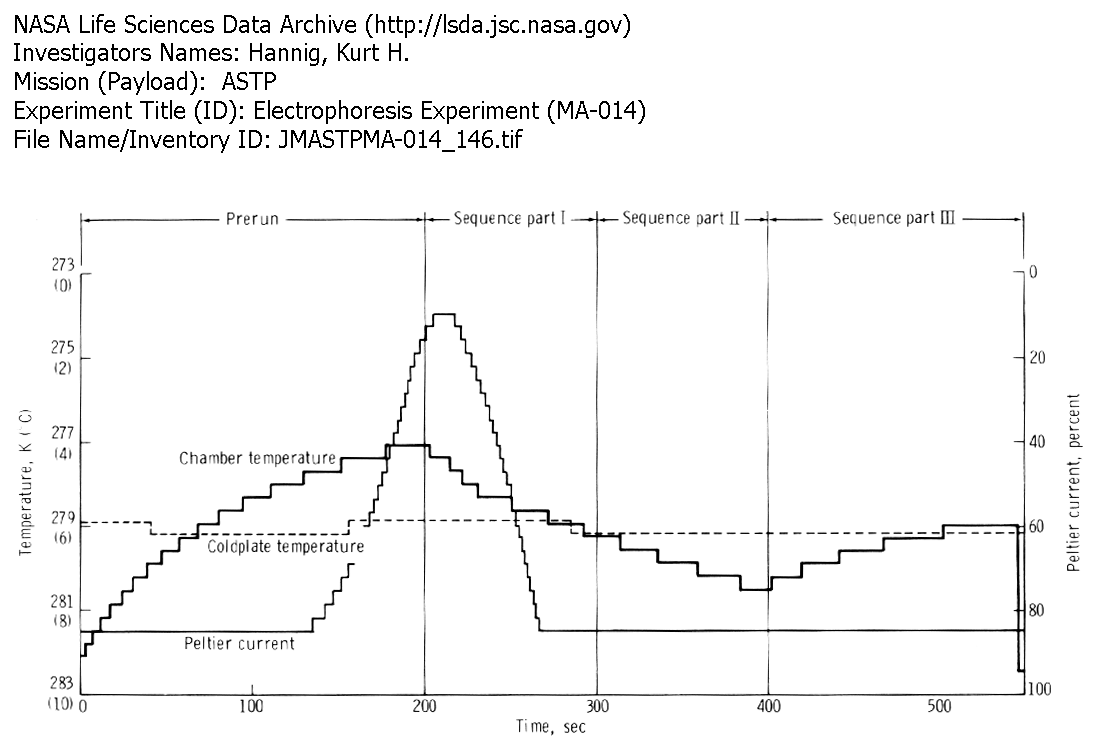 NASA Life Sciences Data Archive (http://lsda.jsc.nasa.gov)
Investigators Names: Hannig, Kurt H.
Mission (Payload):  ASTP
Experiment Title (ID): Electrophoresis Experiment (MA-014)
File Name/Inventory ID: JMASTPMA-014_146.tif
Prerun
Sequence part I
Sequence part II
Sequence part III
273
(0)
275
(2)
277
(4)
279
(6)
281
(8)
283
(10)
Temperature, K (°C)
Chamber temperature
Coldplate temperature
Peltier current
0
20
40
60
80
100
Peltier current, percent
0
100
200
300
400
500
Time, sec